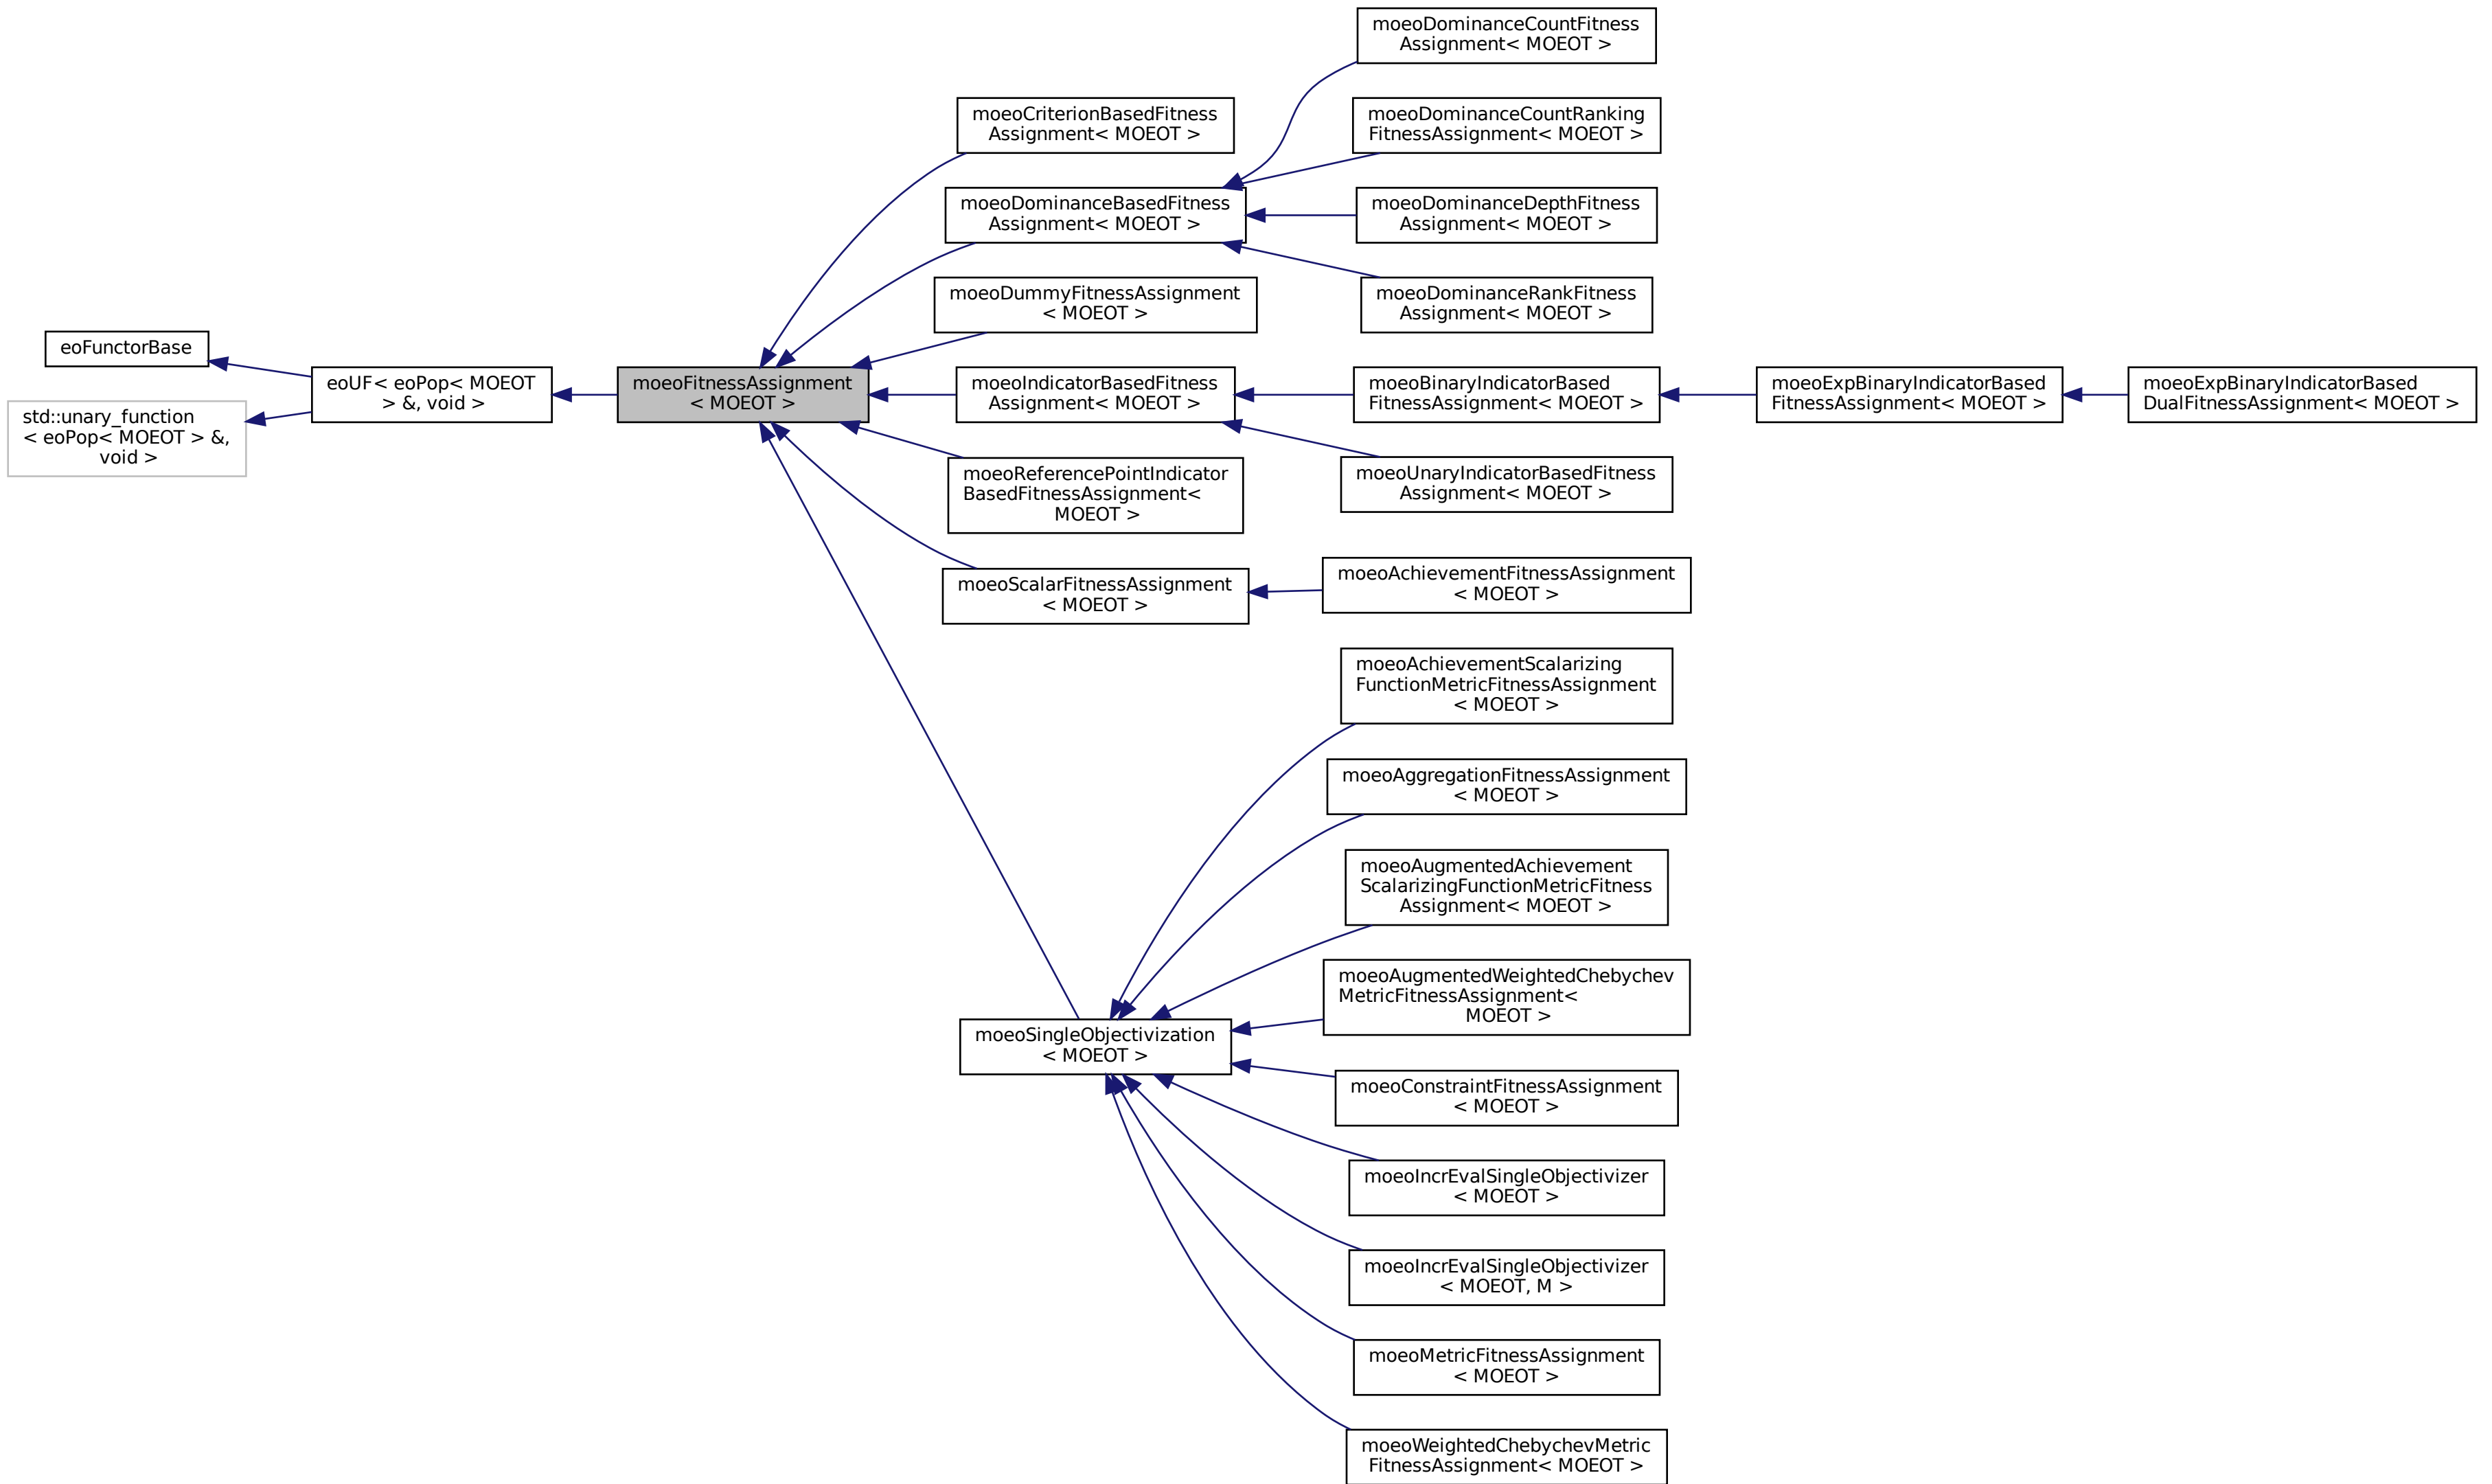 eoFunctorBase
std::unary_function
< eoPop< MOEOT > &,
void >
eoUF< eoPop< MOEOT
> &, void >
moeoFitnessAssignment
< MOEOT >
moeoCriterionBasedFitness
Assignment< MOEOT >
moeoDominanceBasedFitness
Assignment< MOEOT >
moeoDummyFitnessAssignment
< MOEOT >
moeoIndicatorBasedFitness
Assignment< MOEOT >
moeoReferencePointIndicator
BasedFitnessAssignment<
MOEOT >
moeoScalarFitnessAssignment
< MOEOT >
moeoSingleObjectivization
< MOEOT >
moeoDominanceCountFitness
Assignment< MOEOT >
moeoDominanceCountRanking
FitnessAssignment< MOEOT >
moeoDominanceDepthFitness
Assignment< MOEOT >
moeoDominanceRankFitness
Assignment< MOEOT >
moeoBinaryIndicatorBased
FitnessAssignment< MOEOT >
moeoUnaryIndicatorBasedFitness
Assignment< MOEOT >
moeoAchievementFitnessAssignment
< MOEOT >
moeoAchievementScalarizing
FunctionMetricFitnessAssignment
< MOEOT >
moeoAggregationFitnessAssignment
< MOEOT >
moeoAugmentedAchievement
ScalarizingFunctionMetricFitness
Assignment< MOEOT >
moeoAugmentedWeightedChebychev
MetricFitnessAssignment<
MOEOT >
moeoConstraintFitnessAssignment
< MOEOT >
moeoIncrEvalSingleObjectivizer
< MOEOT >
moeoIncrEvalSingleObjectivizer
< MOEOT, M >
moeoMetricFitnessAssignment
< MOEOT >
moeoWeightedChebychevMetric
FitnessAssignment< MOEOT >
moeoExpBinaryIndicatorBased
FitnessAssignment< MOEOT >
moeoExpBinaryIndicatorBased
DualFitnessAssignment< MOEOT >